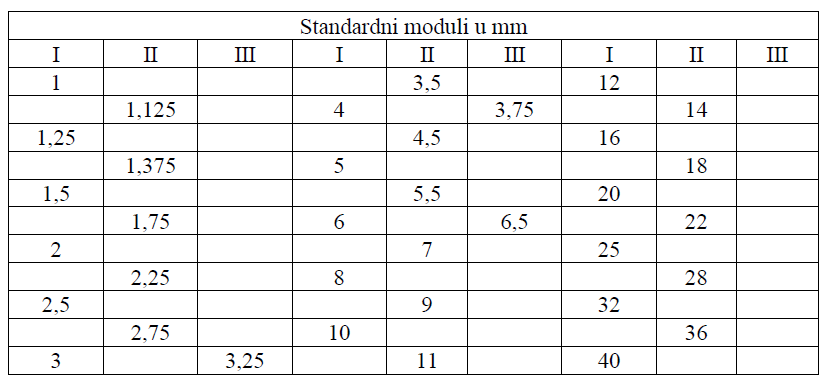 Standardni moduli u mm
I II III I II III I II III
1 3,5 12
1,125 4 3,75 14
1,25 4,5 16
1,375 5 18
1,5 5,5 20
1,75 6 6,5 22
2 7 25
2,25 8 28
2,5 9 32
2,75 10 36
3 3,25 11 40